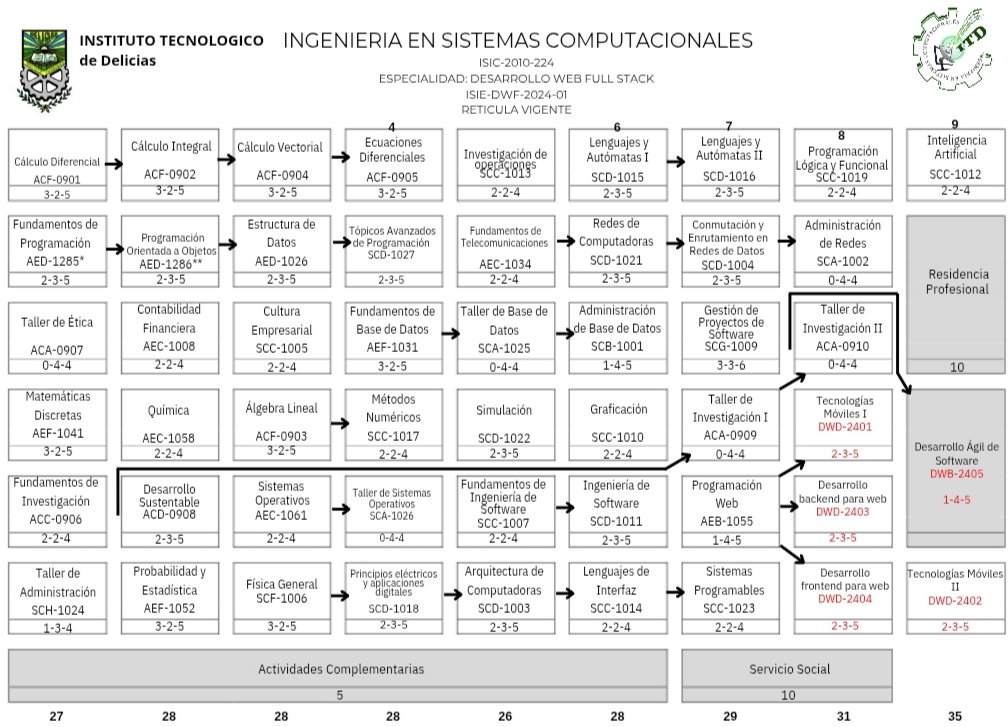 INSTITUTO TECNOLOGICO
de Delicias
INGENIERIA EN SISTEMAS COMPUTACIONALES
ISIC-2010-224
ESPECIALIDAD: DESARROLLO WEB FULL STACK
ISIE-DWF-2024-01
RETICULA VIGENTE
ITD
4
6
7
8
9
Cálculo Diferencial
ACF-0901
3-2-5
Cálculo Integral
ACF-0902
3-2-5
Cálculo Vectorial
ACF-0904
3-2-5
Ecuaciones
Diferenciales
ACF-0905
3-2-5
Investigación de
operaciones
SCC-1013
2-2-4
Lenguajes y
Autómatas I
SCD-1015
2-3-5
Lenguajes y
Autómatas II
SCD-1016
2-3-5
Programación
Lógica y Funcional
SCC-1019
2-2-4
Inteligencia
Artificial
SCC-1012
2-2-4
Fundamentos de
Programación
AED-1285*
2-3-5
Programación
Orientada a Objetos
AED-1286**
2-3-5
Estructura de
Datos
AED-1026
2-3-5
Tópicos Avanzados
de Programación
SCD-1027
2-3-5
Fundamentos de
Telecomunicaciones
AEC-1034
2-2-4
Redes de
Computadoras
SCD-1021
2-3-5
Conmutación y
Enrutamiento en
Redes de Datos
SCD-1004
2-3-5
Administración
de Redes
SCA-1002
0-4-4
Residencia
Profesional
10
Taller de Ética
ACA-0907
0-4-4
Contabilidad
Financiera
AEC-1008
2-2-4
Cultura
Empresarial
SCC-1005
2-2-4
Fundamentos de
Base de Datos
AEF-1031
3-2-5
Taller de Base de
Datos
SCA-1025
0-4-4
Administración
de Base de Datos
SCB-1001
1-4-5
Gestión de
Proyectos de
Software
SCG-1009
3-3-6
Taller de
Investigación II
ACA-0910
0-4-4
Matemáticas
Discretas
AEF-1041
3-2-5
Química
AEC-1058
2-2-4
Álgebra Lineal
ACF-0903
3-2-5
Métodos
Numéricos
SCC-1017
2-2-4
Simulación
SCD-1022
2-3-5
Graficación
SCC-1010
2-2-4
Taller de
Investigación I
ACA-0909
0-4-4
Tecnologías
Móviles I
DWD-2401
2-3-5
Desarrollo Ágil de
Software
DWB-2405
1-4-5
Fundamentos de
Investigación
ACC-0906
2-2-4
Desarrollo
Sustentable
ACD-0908
2-3-5
Sistemas
Operativos
AEC-1061
2-2-4
Taller de Sistemas
Operativos
SCA-1026
0-4-4
Fundamentos de
Ingeniería de
Software
SCC-1007
2-2-4
Ingeniería de
Software
SCD-1011
2-3-5
Programación
Web
AEB-1055
1-4-5
Desarrollo
backend para web
DWD-2403
2-3-5
Taller de
Administración
SCH-1024
1-3-4
Probabilidad y
Estadística
AEF-1052
3-2-5
Física General
SCF-1006
3-2-5
Principios eléctricos
y aplicaciones
digitales
SCD-1018
2-3-5
Arquitectura de
Computadoras
SCD-1003
2-3-5
Lenguajes de
Interfaz
SCC-1014
2-2-4
Sistemas
Programables
SCC-1023
2-2-4
Desarrollo
frontend para web
DWD-2404
2-3-5
Tecnologías Móviles
II
DWD-2402
2-3-5
Actividades Complementarias
5
Servicio Social
10
27
28
28
28
26
28
29
31
35